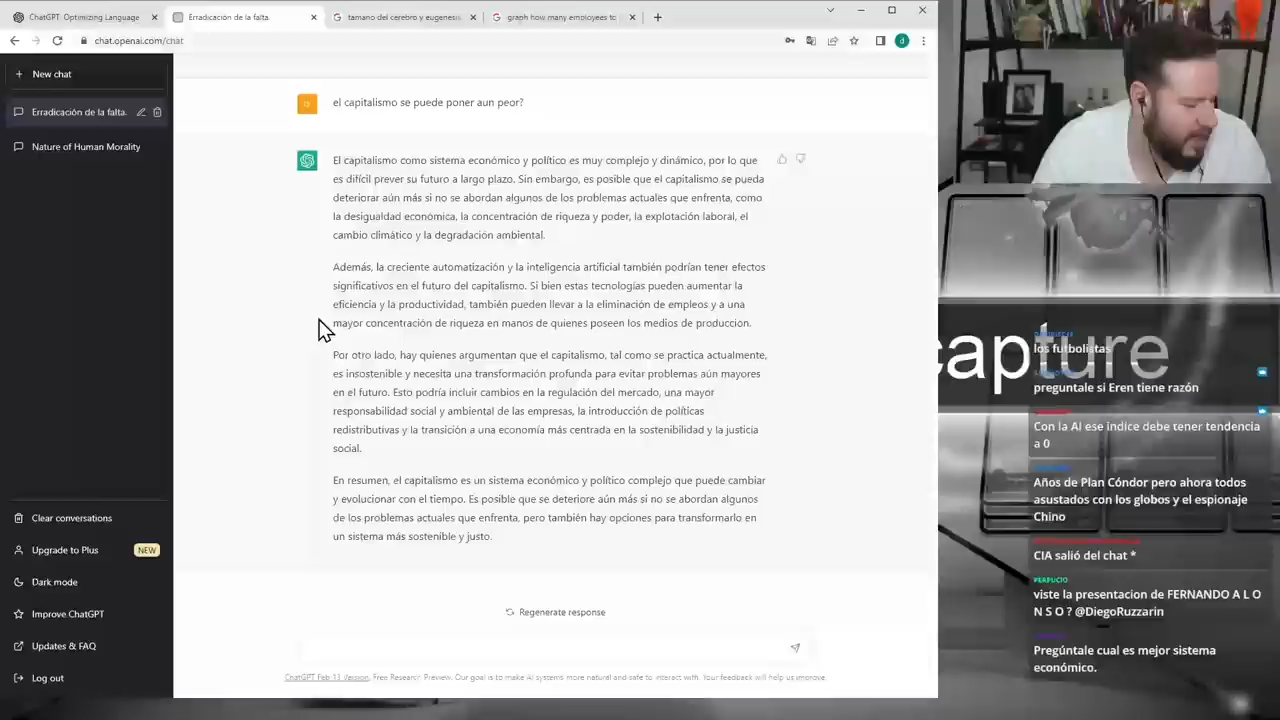 ChatGPT: Optimizing Language
Erradicación de la falta.
tamano del cerebro y eugenesis
graph how many employees to
chat.openai.com/chat
d
New chat
Erradicación de la falta.
Nature of Human Morality
el capitalismo se puede poner aun peor?
El capitalismo como sistema económico y político es muy complejo y dinámico, por lo que
es difícil prever su futuro a largo plazo. Sin embargo, es posible que el capitalismo se pueda
deteriorar aún más si no se abordan algunos de los problemas actuales que enfrenta, como
la desigualdad económica, la concentración de riqueza y poder, la explotación laboral, el
cambio climático y la degradación ambiental.
Además, la creciente automatización y la inteligencia artificial también podrían tener efectos
significativos en el futuro del capitalismo. Si bien estas tecnologías pueden aumentar la
eficiencia y la productividad, también pueden llevar a la eliminación de empleos y a una
mayor concentración de riqueza en manos de quienes poseen los medios de producción.
Por otro lado, hay quienes argumentan que el capitalismo, tal como se practica actualmente,
es insostenible y necesita una transformación profunda para evitar problemas aún mayores
en el futuro. Esto podría incluir cambios en la regulación del mercado, una mayor
responsabilidad social y ambiental de las empresas, la introducción de políticas
redistributivas y la transición a una economía más centrada en la sostenibilidad y la justicia
social.
En resumen, el capitalismo es un sistema económico y político complejo que puede cambiar
y evolucionar con el tiempo. Es posible que se deteriore aún más si no se abordan algunos
de los problemas actuales que enfrenta, pero también hay opciones para transformarlo en
un sistema más sostenible y justo.
Regenerate response
ChatGPT Feb 13 Version. Free Research Preview. Our goal is to make AI systems more natural and safe to interact with. Your feedback will help us improve.
Clear conversations
Upgrade to Plus NEW
Dark mode
Improve ChatGPT
Updates & FAQ
Log out
capture
los futbolistas
preguntale si Eren tiene razón
Con la AI ese índice debe tener tendencia
a 0
Años de Plan Cóndor pero ahora todos
asustados con los globos y el espionaje
Chino
CIA salió del chat *
viste la presentacion de FERNANDO A L O
N S O ? @DiegoRuzzarin
Pregúntale cual es mejor sistema
económico.